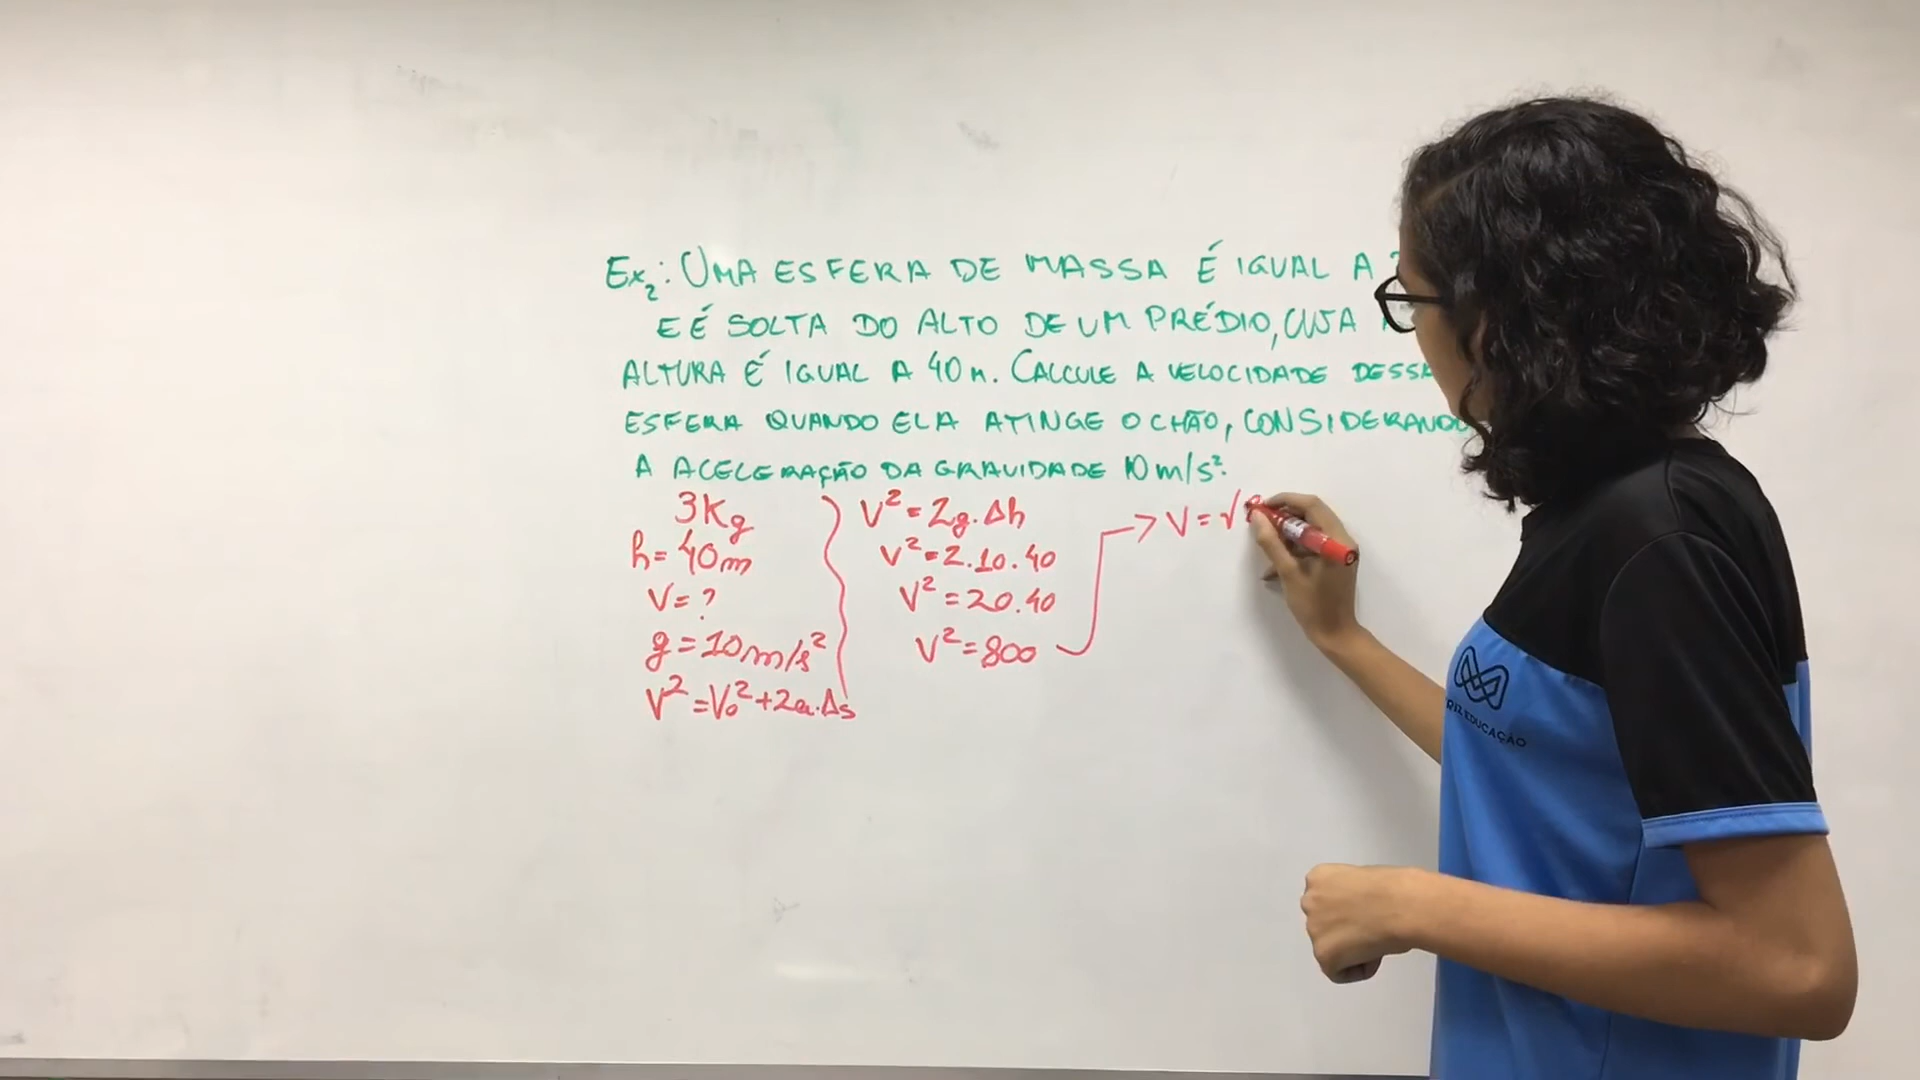 Ex₂: UMA ESFERA DE MASSA É IGUAL A
E É SOLTA DO ALTO DE UM PRÉDIO, CUJA
ALTURA É IGUAL A 40m. CALCULE A VELOCIDADE DESSA
ESFERA QUANDO ELA ATINGE O CHÃO, CONSIDERANDO
A ACELERAÇÃO DA GRAVIDADE 10 m/s².
3Kg
h = 40m
V = ?
g = 10m/s²
V² = V₀² + 2a.Δs
V² = 2g.Δh
V² = 2.10.40
V² = 20.40
V² = 800
→ V = √
RIZ EDUCAÇÃO